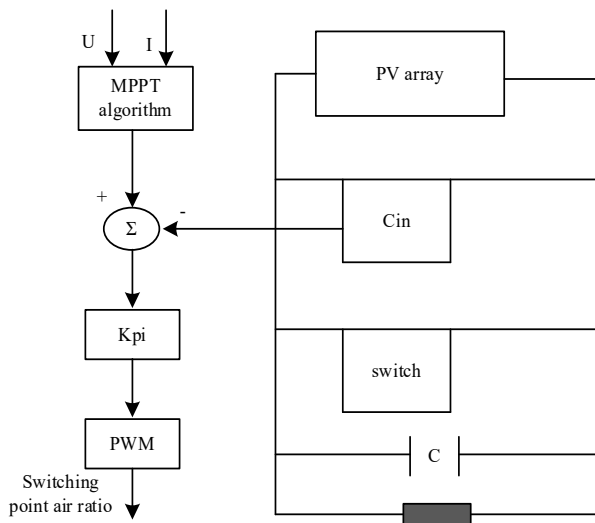 U
I
MPPT
algorithm
+
-
Σ
Kpi
PWM
Switching
point air ratio
PV array
Cin
switch
C